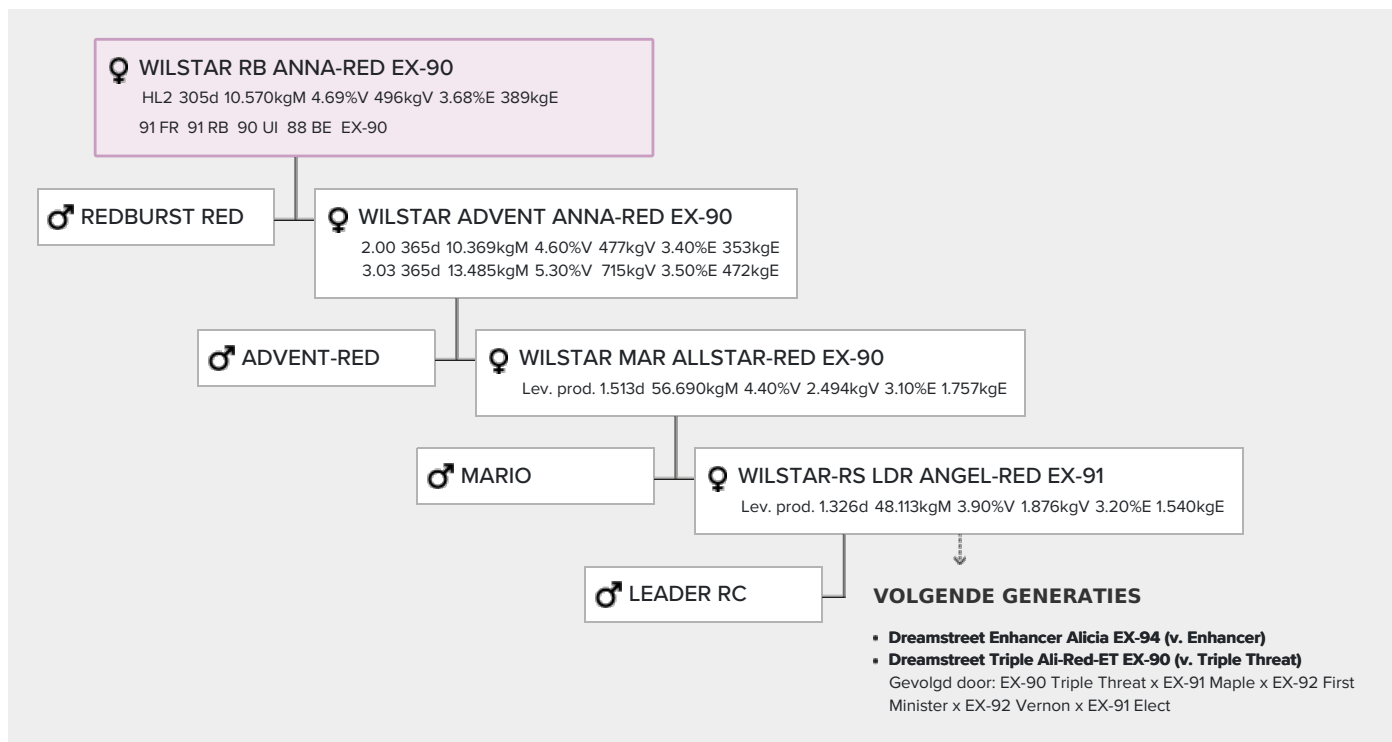 WILSTAR RB ANNA-RED EX-90
HL2 305d 10.570kgM 4.69%V 496kgV 3.68%E 389kgE
91 FR 91 RB 90 UI 88 BE EX-90
REDBURST RED
WILSTAR ADVENT ANNA-RED EX-90
2.00 365d 10.369kgM 4.60%V 477kgV 3.40%E 353kgE
3.03 365d 13.485kgM 5.30%V 715kgV 3.50%E 472kgE
ADVENT-RED
WILSTAR MAR ALLSTAR-RED EX-90
Lev. prod. 1.513d 56.690kgM 4.40%V 2.494kgV 3.10%E 1.757kgE
MARIO
WILSTAR-RS LDR ANGEL-RED EX-91
Lev. prod. 1.326d 48.113kgM 3.90%V 1.876kgV 3.20%E 1.540kgE
LEADER RC
VOLGENDE GENERATIES
• Dreamstreet Enhancer Alicia EX-94 (v. Enhancer)
• Dreamstreet Triple Ali-Red-ET EX-90 (v. Triple Threat)
Gevolgd door: EX-90 Triple Threat x EX-91 Maple x EX-92 First
Minister x EX-92 Vernon x EX-91 Elect